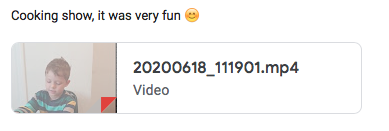 Cooking show, it was very fun 😊
20200618_111901.mp4
Video